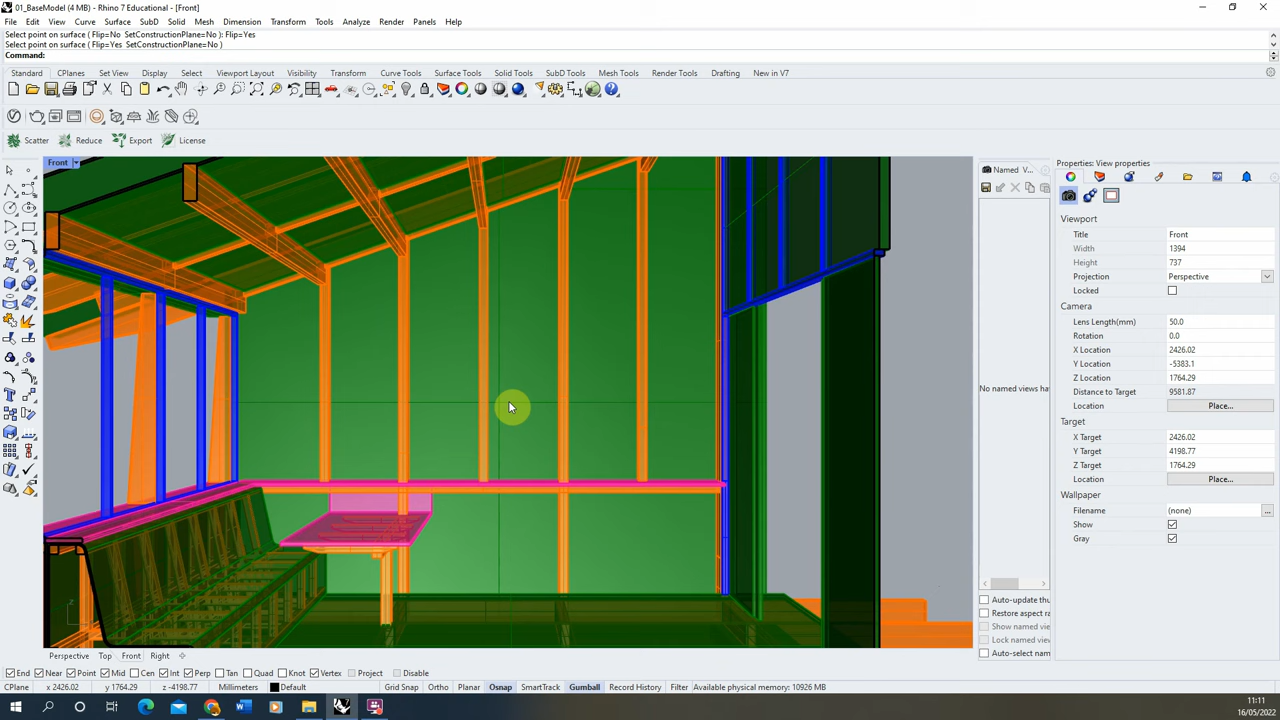 01_BaseModel (4 MB) - Rhino 7 Educational - [Front]
File Edit View Curve Surface SubD Solid Mesh Dimension Transform Tools Analyze Render Panels Help
Select point on surface ( Flip=No SetConstructionPlane=No ): Flip=Yes
Select point on surface ( Flip=Yes SetConstructionPlane=No )
Command:
Standard CPlanes Set View Display Select Viewport Layout Visibility Transform Curve Tools Surface Tools Solid Tools SubD Tools Mesh Tools Render Tools Drafting New in V7
Scatter Reduce Export License
Front
Named V...
No named views ha
Auto-update thu
Restore aspect ra
Show named view
Lock named view
Auto-select nam
Properties: View properties
Viewport
Title Front
Width 1394
Height 737
Projection Perspective
Locked
Camera
Lens Length(mm) 50.0
Rotation 0.0
X Location 2426.02
Y Location -5383.1
Z Location 1764.29
Distance to Target 9581.87
Location Place...
Target
X Target 2426.02
Y Target 4198.77
Z Target 1764.29
Location Place...
Wallpaper
Filename (none) ...
Show
Gray
Perspective Top Front Right
End Near Point Mid Cen Int Perp Tan Quad Knot Vertex Project Disable
CPlane x 2426.02 y 1764.29 z -4198.77 Millimeters Default Grid Snap Ortho Planar Osnap SmartTrack Gumball Record History Filter Available physical memory: 10926 MB
11:11
16/05/2022